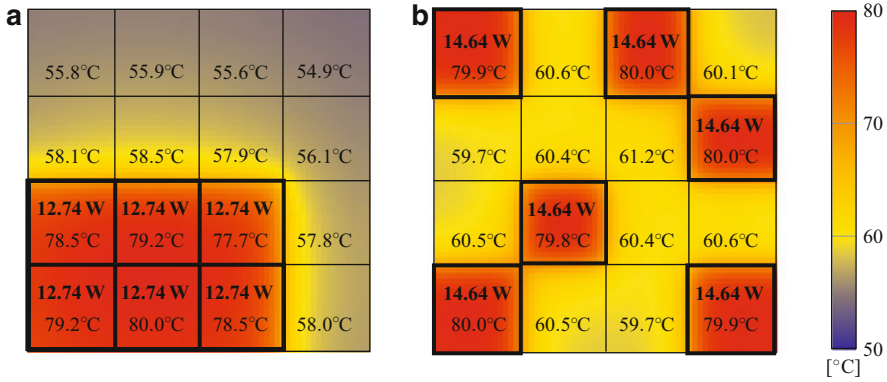 a
55.8°C 55.9°C 55.6°C 54.9°C
58.1°C 58.5°C 57.9°C 56.1°C
12.74 W 12.74 W 12.74 W
78.5°C 79.2°C 77.7°C 57.8°C
12.74 W 12.74 W 12.74 W
79.2°C 80.0°C 78.5°C 58.0°C
b
14.64 W 14.64 W
79.9°C 60.6°C 80.0°C 60.1°C
14.64 W
59.7°C 60.4°C 61.2°C 80.0°C
14.64 W
60.5°C 79.8°C 60.4°C 60.6°C
14.64 W 14.64 W
80.0°C 60.5°C 59.7°C 79.9°C
80
70
60
50
[°C]